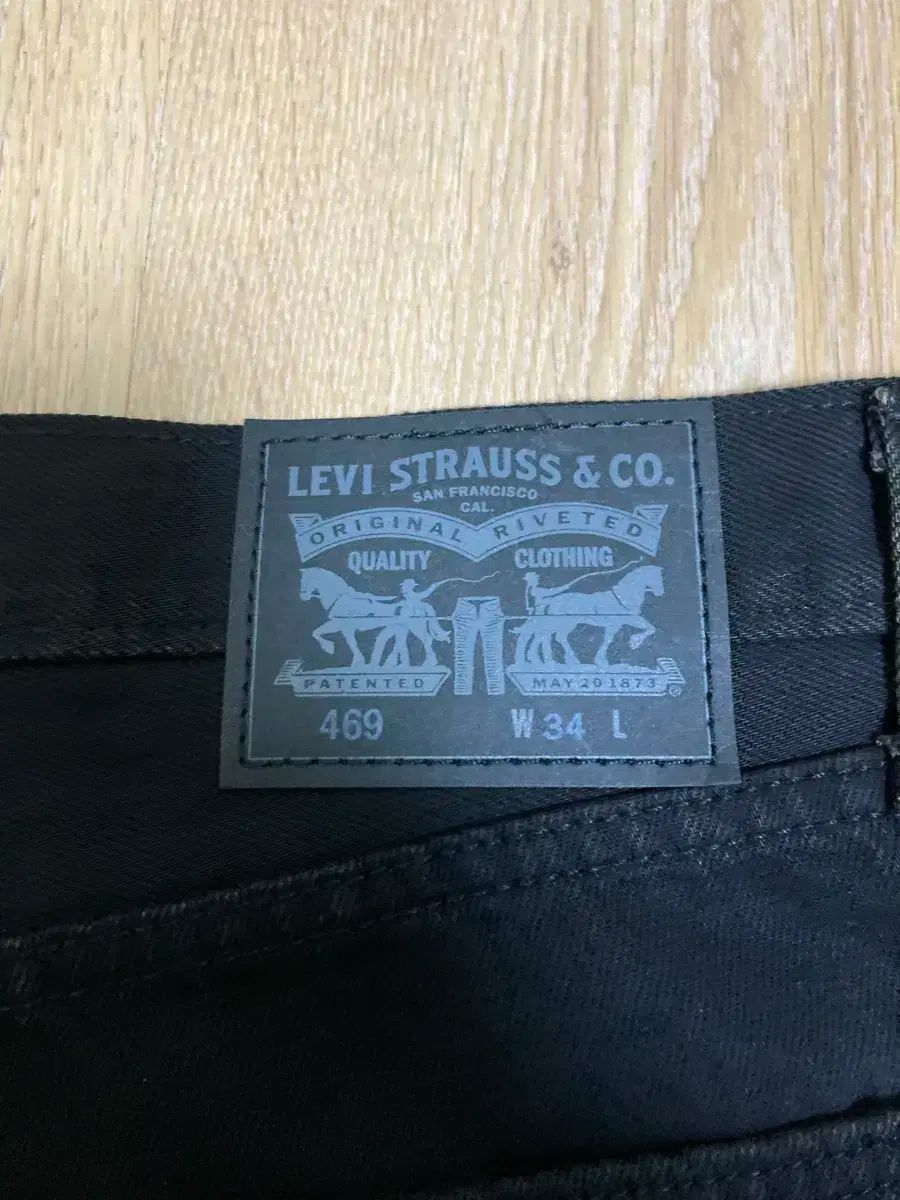 LEVI STRAUSS & CO.
SAN FRANCISCO
CAL.
ORIGINAL RIVETED
QUALITY CLOTHING
PATENTED MAY 20 1873
469 W 34 L